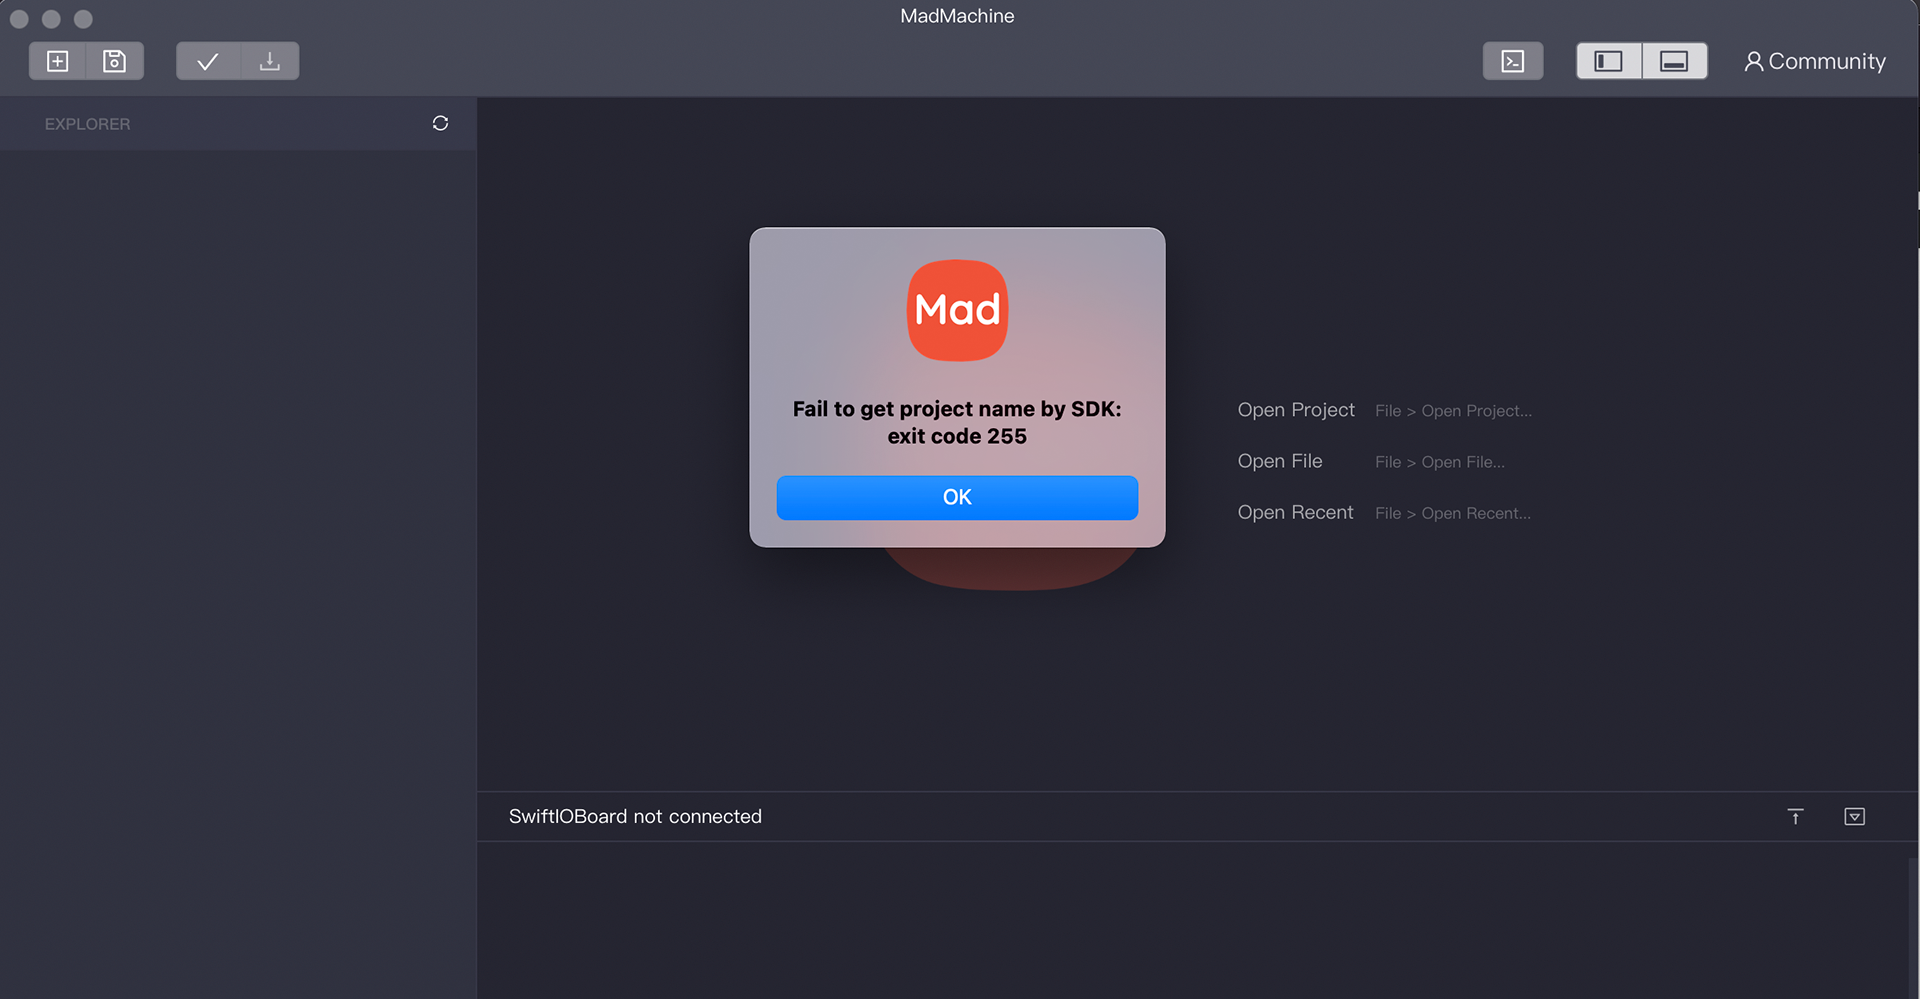 MadMachine
Community
EXPLORER
Mad
Fail to get project name by SDK:
exit code 255
OK
Open Project File > Open Project...
Open File File > Open File...
Open Recent File > Open Recent...
SwiftIOBoard not connected